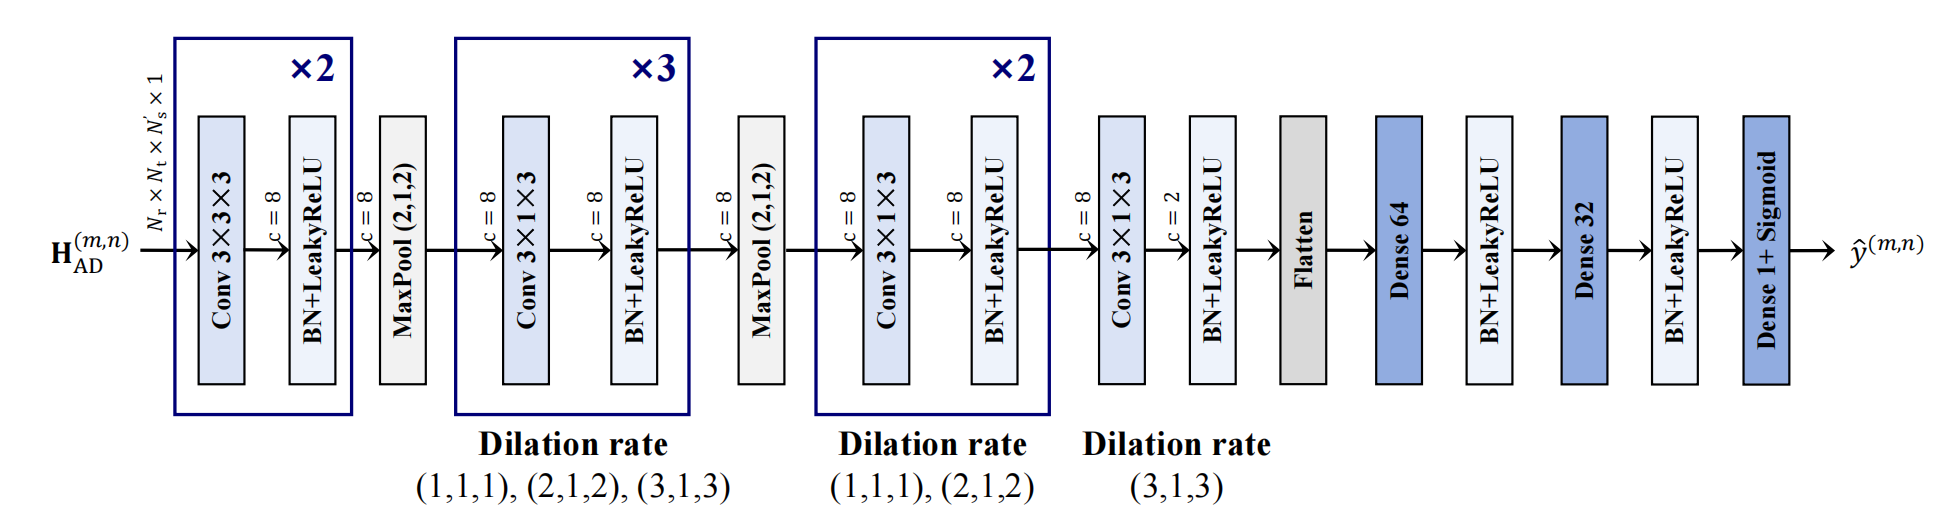 ×2
×3
×2
N_r × N_t × N_s' × 1
H_AD^(m,n)
Conv 3×3×3
c = 8
BN+LeakyReLU
c = 8
MaxPool (2,1,2)
c = 8
Conv 3×1×3
c = 8
BN+LeakyReLU
c = 8
MaxPool (2,1,2)
c = 8
Conv 3×1×3
c = 8
BN+LeakyReLU
c = 8
Conv 3×1×3
c = 2
BN+LeakyReLU
Flatten
Dense 64
BN+LeakyReLU
Dense 32
BN+LeakyReLU
Dense 1+ Sigmoid
ŷ^(m,n)
Dilation rate
(1,1,1), (2,1,2), (3,1,3)
Dilation rate
(1,1,1), (2,1,2)
Dilation rate
(3,1,3)